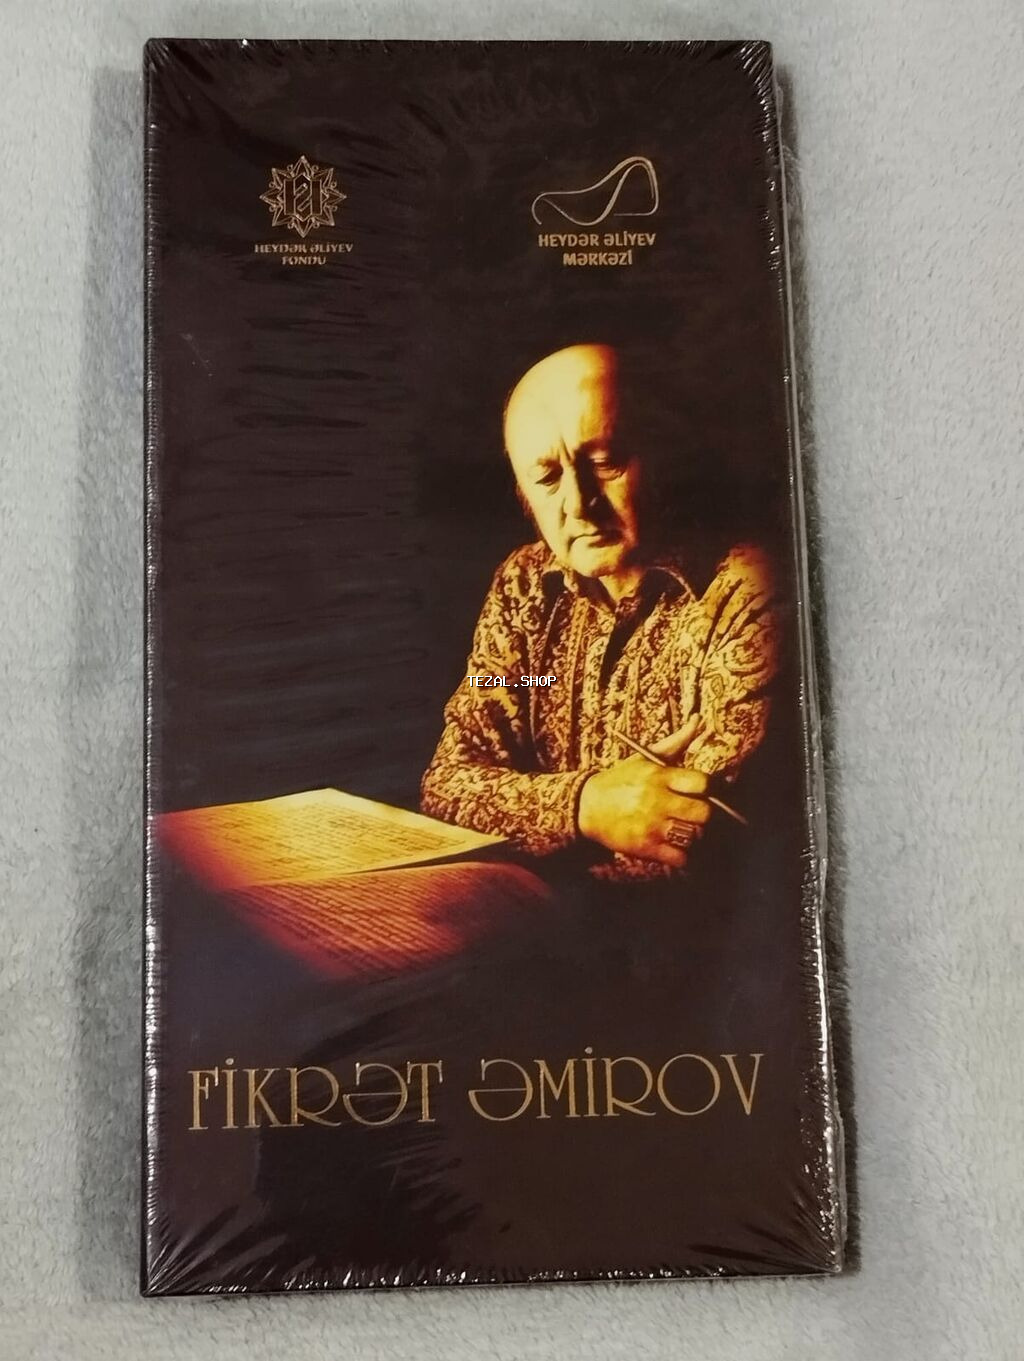 HEYDƏR ƏLİYEV
FONDU
HEYDƏR ƏLİYEV
MƏRKƏZİ
TEZAL.SHOP
FİKRƏT ƏMİROV